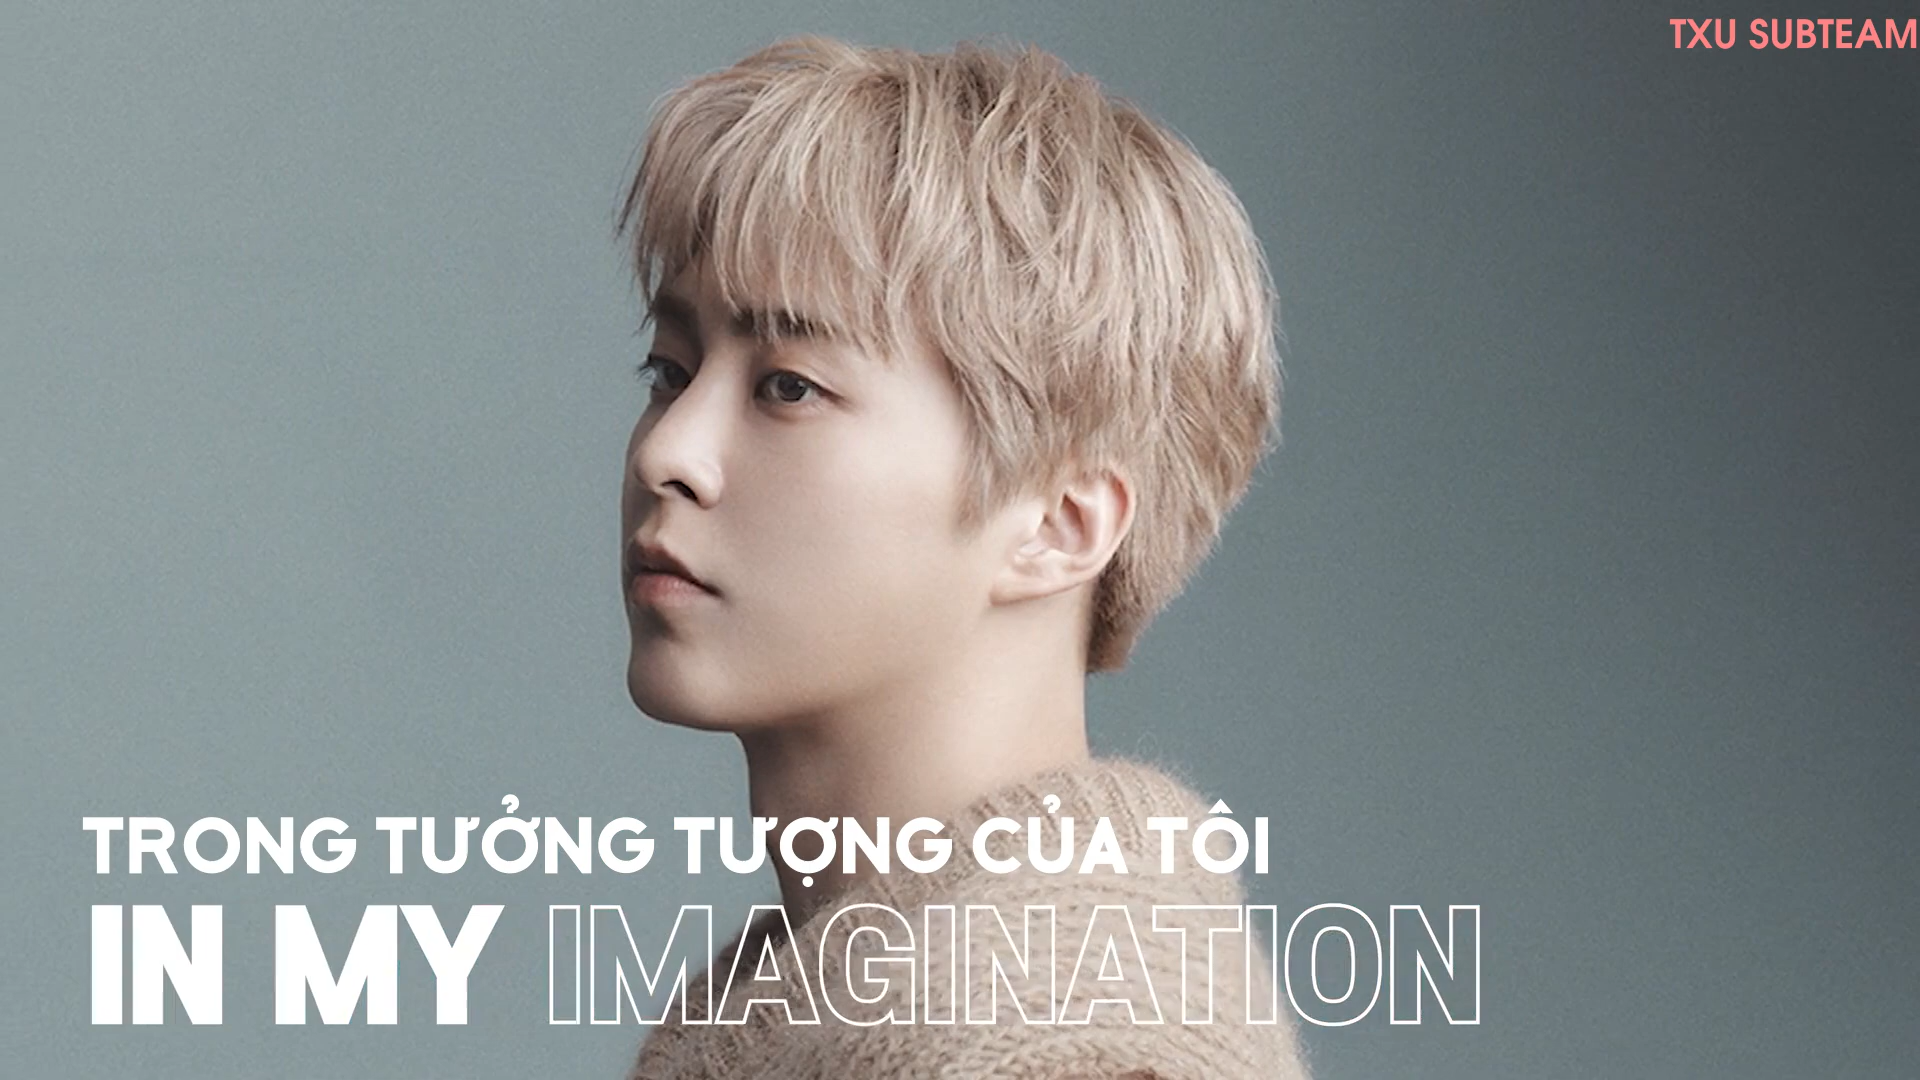 TXU SUBTEAM
TRONG TƯỞNG TƯỢNG CỦA TÔI
IN MY IMAGINATION